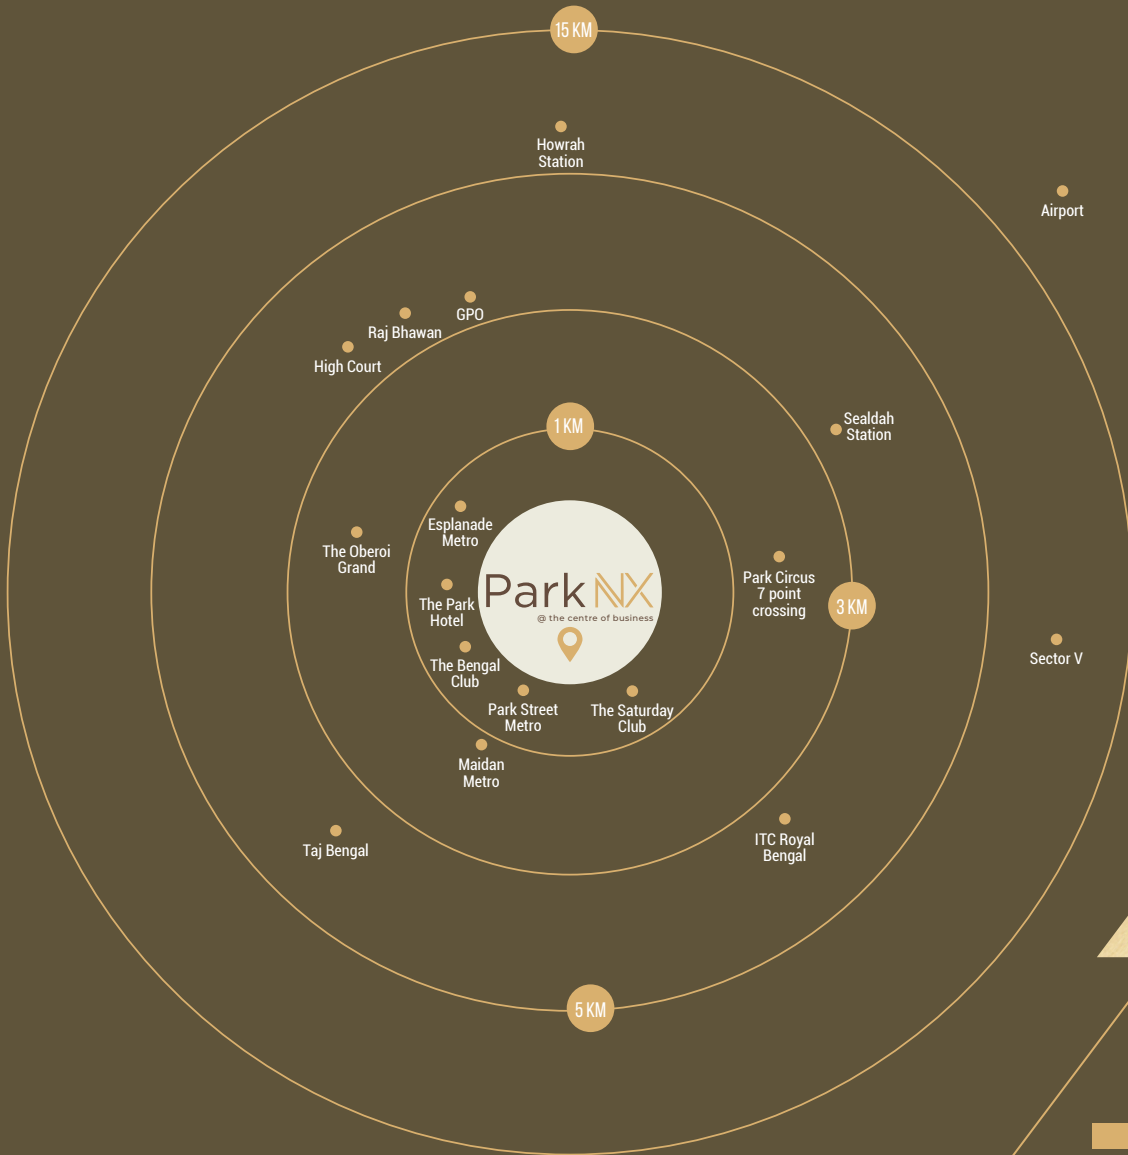 15 KM
Howrah
Station
Airport
GPO
Raj Bhawan
High Court
Sealdah
Station
1 KM
Esplanade
Metro
The Oberoi
Grand
Park NX
@ the centre of business
The Park
Hotel
Park Circus
7 point
crossing
3 KM
Sector V
The Bengal
Club
Park Street
Metro
The Saturday
Club
Maidan
Metro
Taj Bengal
ITC Royal
Bengal
5 KM